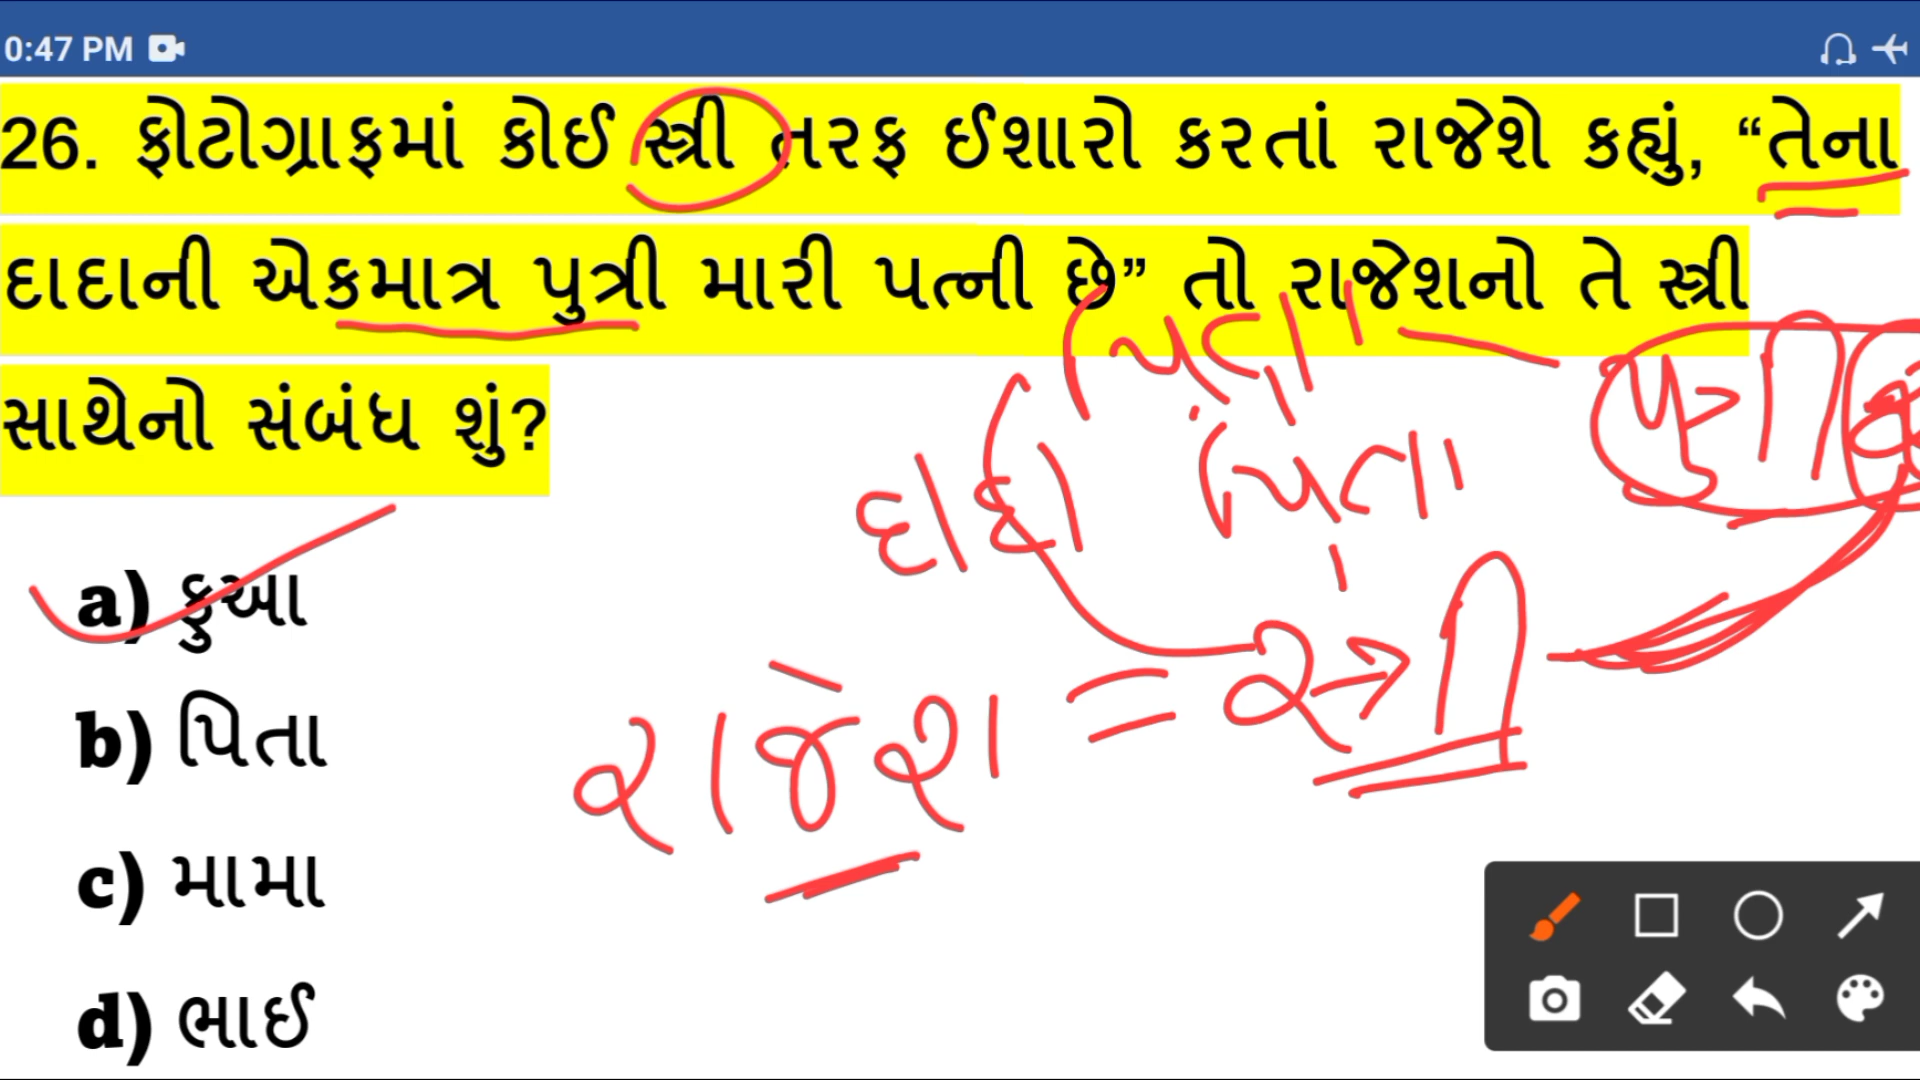 0:47 PM
26. ફોટોગ્રાફમાં કોઈ સ્ત્રી તરફ ઈશારો કરતાં રાજેશે કહ્યું, “તેના
દાદાની એકમાત્ર પુત્રી મારી પત્ની છે” તો રાજેશનો તે સ્ત્રી
સાથેનો સંબંધ શું?
પિતા
પુત્રી
દાદા પિતા
a) ફુઆ
રાજેશ = સ્ત્રી
b) પિતા
c) મામા
d) ભાઈ